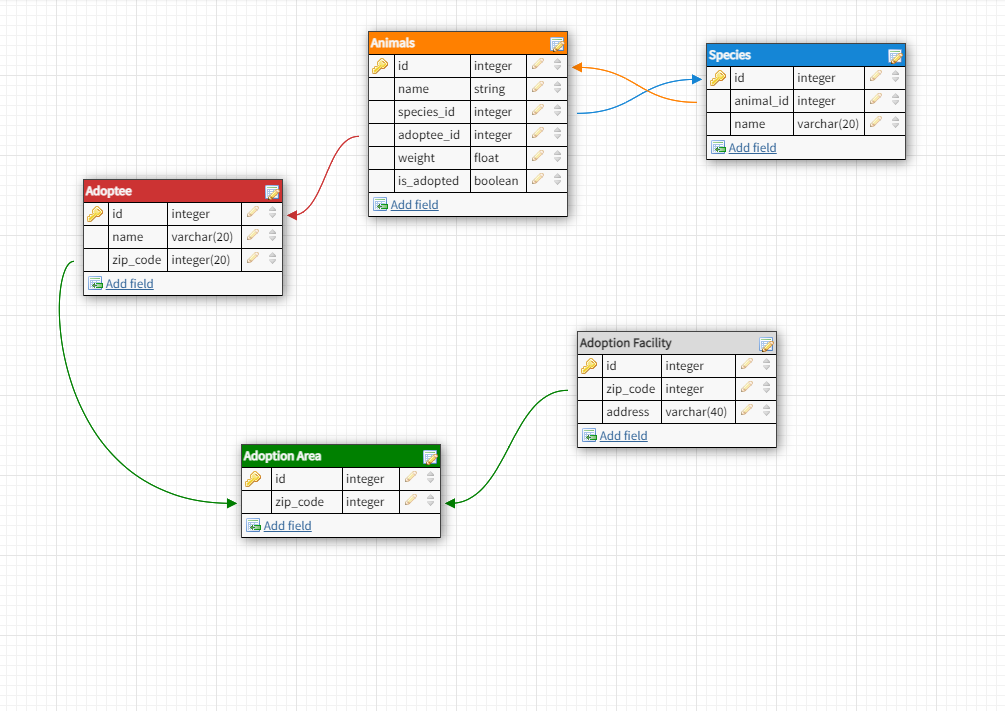 Animals
id integer
name string
species_id integer
adoptee_id integer
weight float
is_adopted boolean
Add field
Species
id integer
animal_id integer
name varchar(20)
Add field
Adoptee
id integer
name varchar(20)
zip_code integer(20)
Add field
Adoption Facility
id integer
zip_code integer
address varchar(40)
Add field
Adoption Area
id integer
zip_code integer
Add field